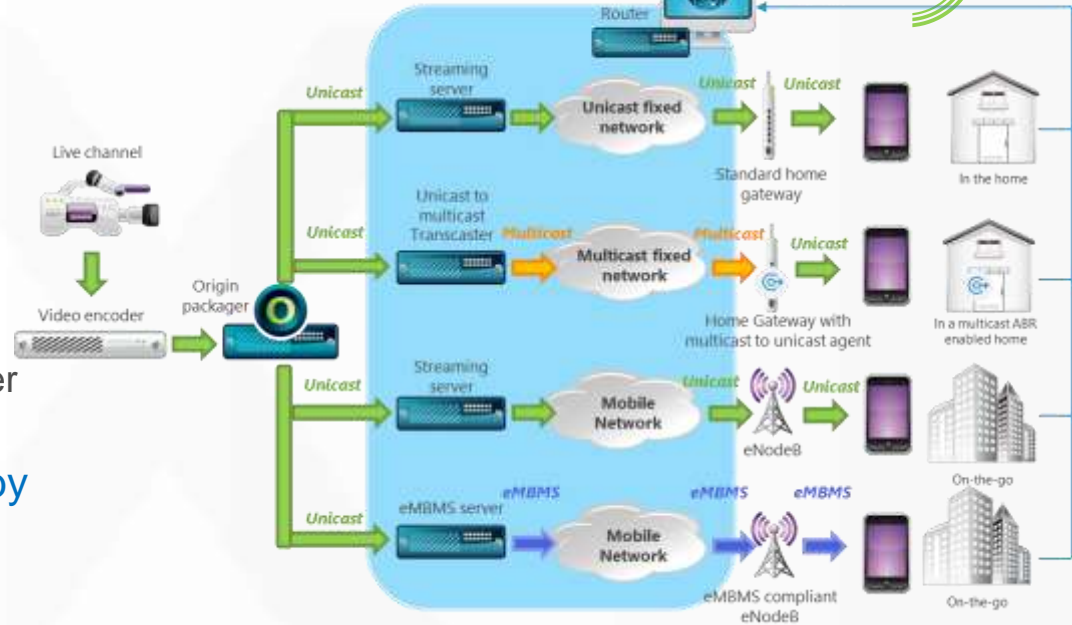 Router
Streaming
server
Unicast
Unicast fixed
network
Unicast
Unicast
Standard home
gateway
In the home
Live channel
Unicast to
multicast
Transcaster
Unicast
Multicast
Multicast fixed
network
Multicast
Unicast
Home Gateway with
multicast to unicast agent
In a multicast ABR
enabled home
Origin
packager
Video encoder
er
Streaming
server
Unicast
Mobile
Network
Unicast
Unicast
eNodeB
On-the-go
oy
eMBMS server
Unicast
eMBMS
Mobile
Network
eMBMS
eMBMS
eMBMS compliant
eNodeB
On-the-go